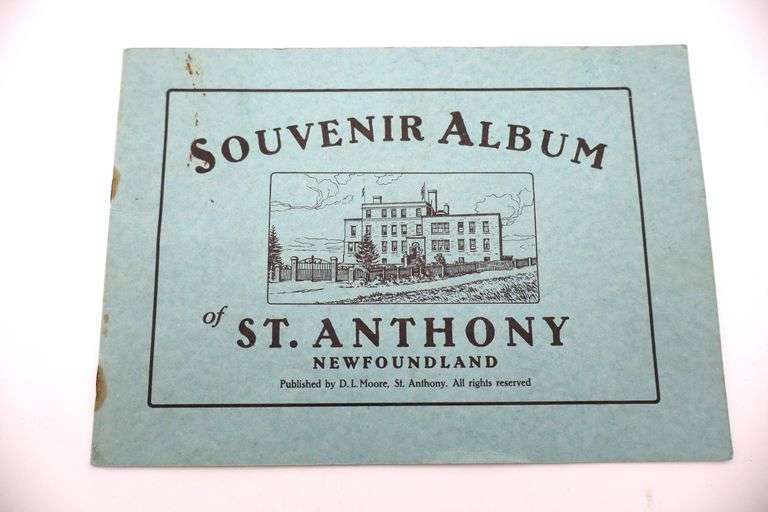 SOUVENIR ALBUM
of ST. ANTHONY
NEWFOUNDLAND
Published by D. L. Moore, St. Anthony. All rights reserved